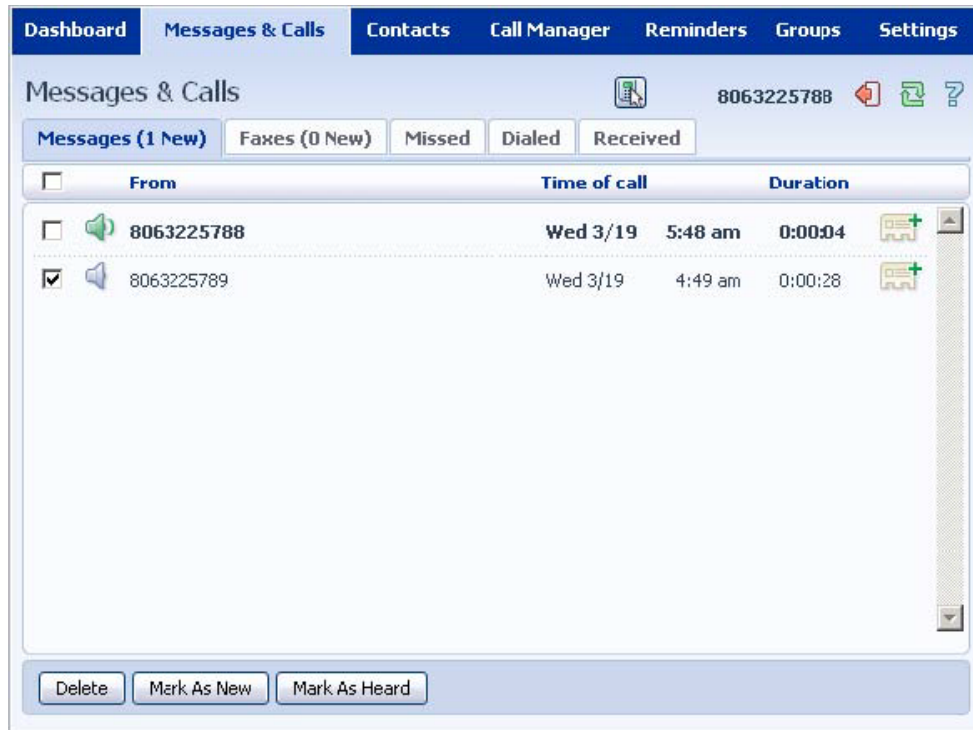 Dashboard Messages & Calls Contacts Call Manager Reminders Groups Settings
Messages & Calls 8063225788
Messages (1 New) Faxes (0 New) Missed Dialed Received
From Time of call Duration
8063225788 Wed 3/19 5:48 am 0:00:04
8063225789 Wed 3/19 4:49 am 0:00:28
Delete Mark As New Mark As Heard